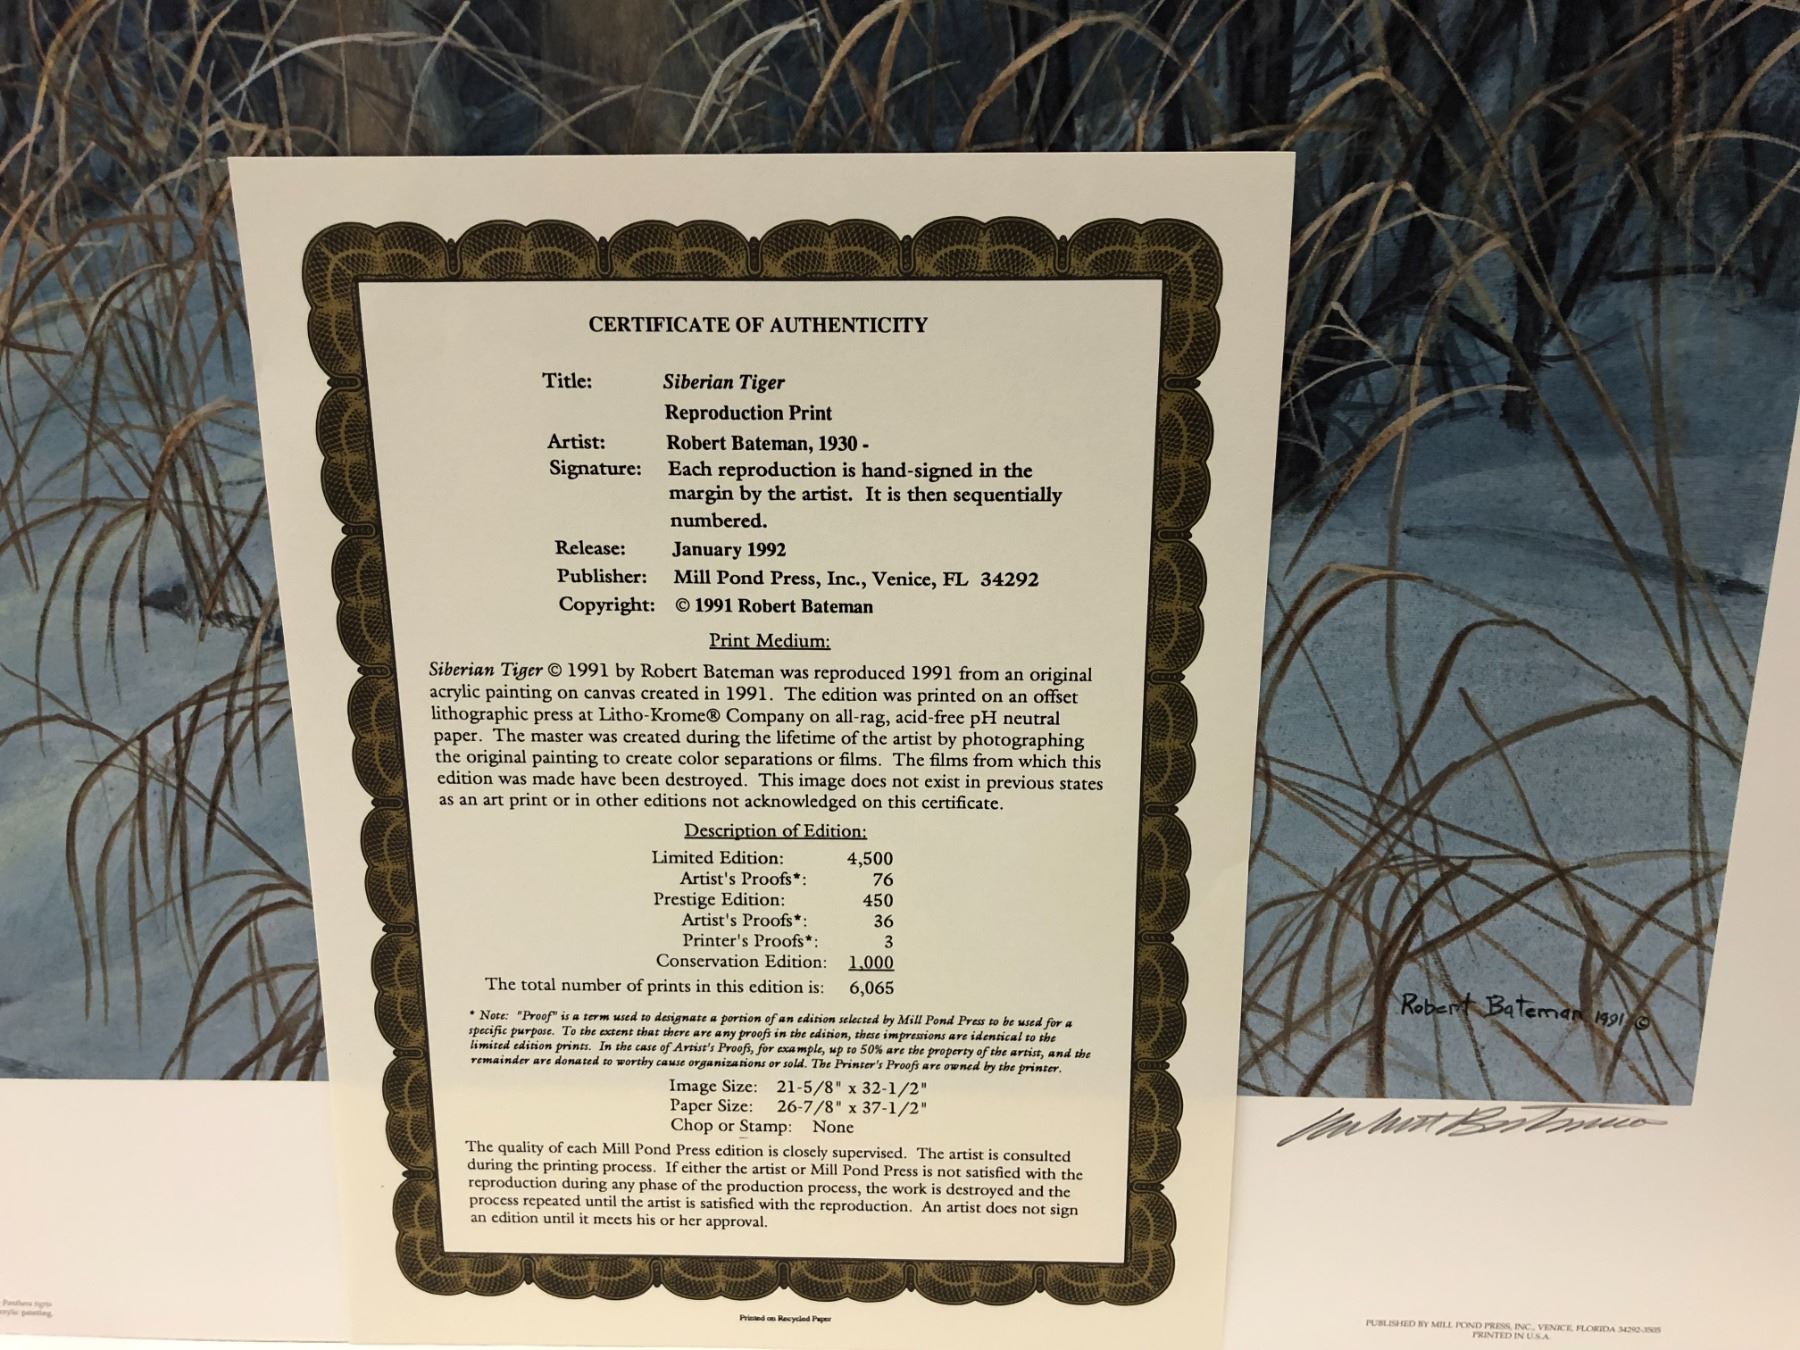 CERTIFICATE OF AUTHENTICITY
Title: Siberian Tiger
Reproduction Print
Artist: Robert Bateman, 1930 -
Signature: Each reproduction is hand-signed in the
margin by the artist. It is then sequentially
numbered.
Release: January 1992
Publisher: Mill Pond Press, Inc., Venice, FL 34292
Copyright: © 1991 Robert Bateman
Print Medium:
Siberian Tiger © 1991 by Robert Bateman was reproduced 1991 from an original
acrylic painting on canvas created in 1991. The edition was printed on an offset
lithographic press at Litho-Krome® Company on all-rag, acid-free pH neutral
paper. The master was created during the lifetime of the artist by photographing
the original painting to create color separations or films. The films from which this
edition was made have been destroyed. This image does not exist in previous states
as an art print or in other editions not acknowledged on this certificate.
Description of Edition:
Limited Edition: 4,500
Artist's Proofs*: 76
Prestige Edition: 450
Artist's Proofs*: 36
Printer's Proofs*: 3
Conservation Edition: 1,000
The total number of prints in this edition is: 6,065
* Note: "Proof" is a term used to designate a portion of an edition selected by Mill Pond Press to be used for a
specific purpose. To the extent that there are any proofs in the edition, these impressions are identical to the
limited edition prints. In the case of Artist's Proofs, for example, up to 50% are the property of the artist, and the
remainder are donated to worthy cause organizations or sold. The Printer's Proofs are owned by the printer.
Image Size: 21-5/8" x 32-1/2"
Paper Size: 26-7/8" x 37-1/2"
Chop or Stamp: None
The quality of each Mill Pond Press edition is closely supervised. The artist is consulted
during the printing process. If either the artist or Mill Pond Press is not satisfied with the
reproduction during any phase of the production process, the work is destroyed and the
process repeated until the artist is satisfied with the reproduction. An artist does not sign
an edition until it meets his or her approval.
Printed on Recycled Paper
Robert Bateman 1991 ©
Robert Bateman
Panthera tigris
acrylic painting,
PUBLISHED BY MILL POND PRESS, INC., VENICE, FLORIDA 34292-3505
PRINTED IN U.S.A.